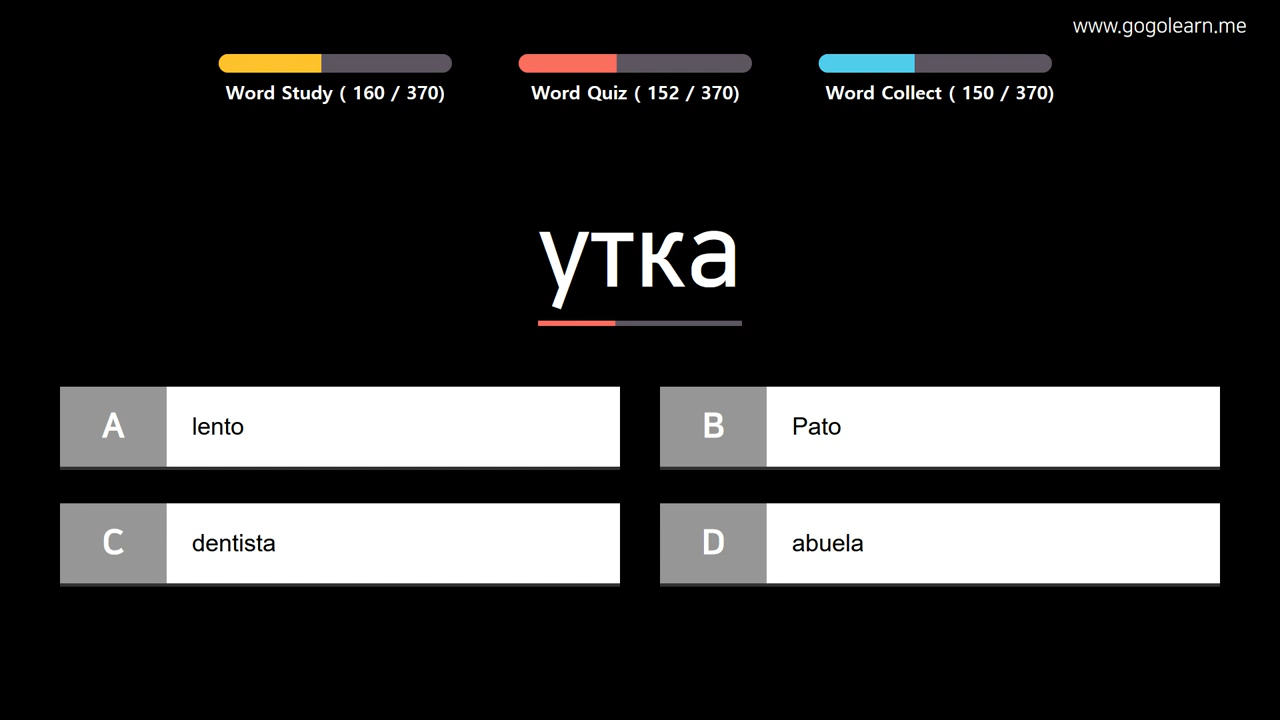 www.gogolearn.me
Word Study ( 160 / 370)
Word Quiz ( 152 / 370)
Word Collect ( 150 / 370)
утка
A lento
B Pato
C dentista
D abuela